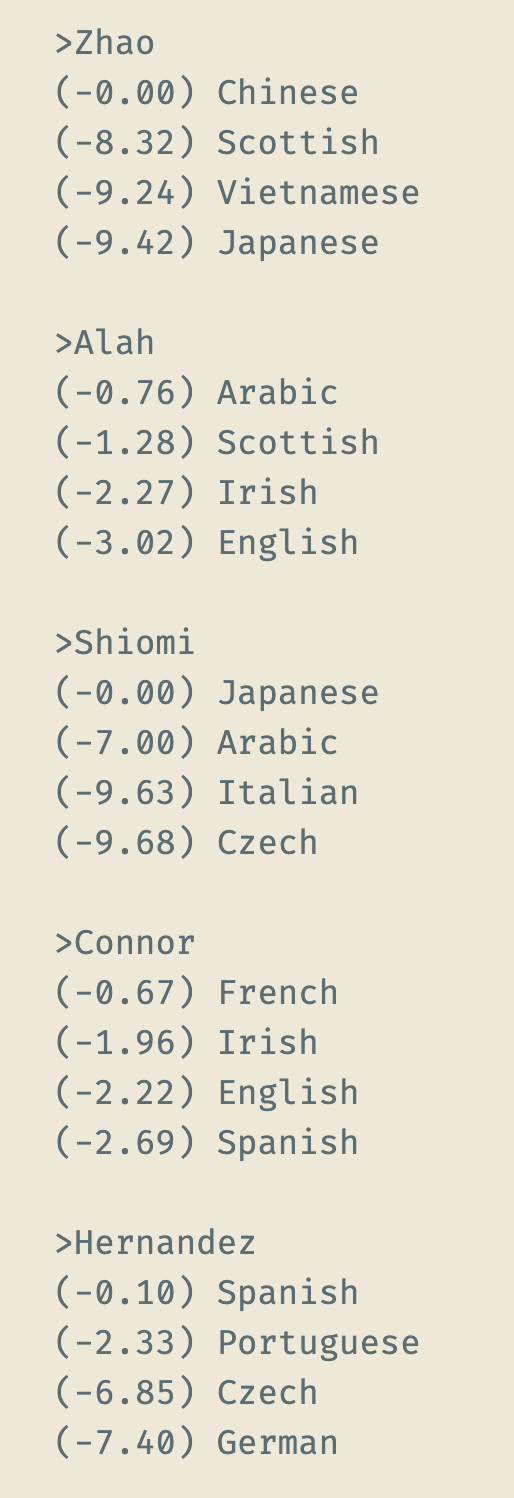 >Zhao
(-0.00) Chinese
(-8.32) Scottish
(-9.24) Vietnamese
(-9.42) Japanese

>Alah
(-0.76) Arabic
(-1.28) Scottish
(-2.27) Irish
(-3.02) English

>Shiomi
(-0.00) Japanese
(-7.00) Arabic
(-9.63) Italian
(-9.68) Czech

>Connor
(-0.67) French
(-1.96) Irish
(-2.22) English
(-2.69) Spanish

>Hernandez
(-0.10) Spanish
(-2.33) Portuguese
(-6.85) Czech
(-7.40) German